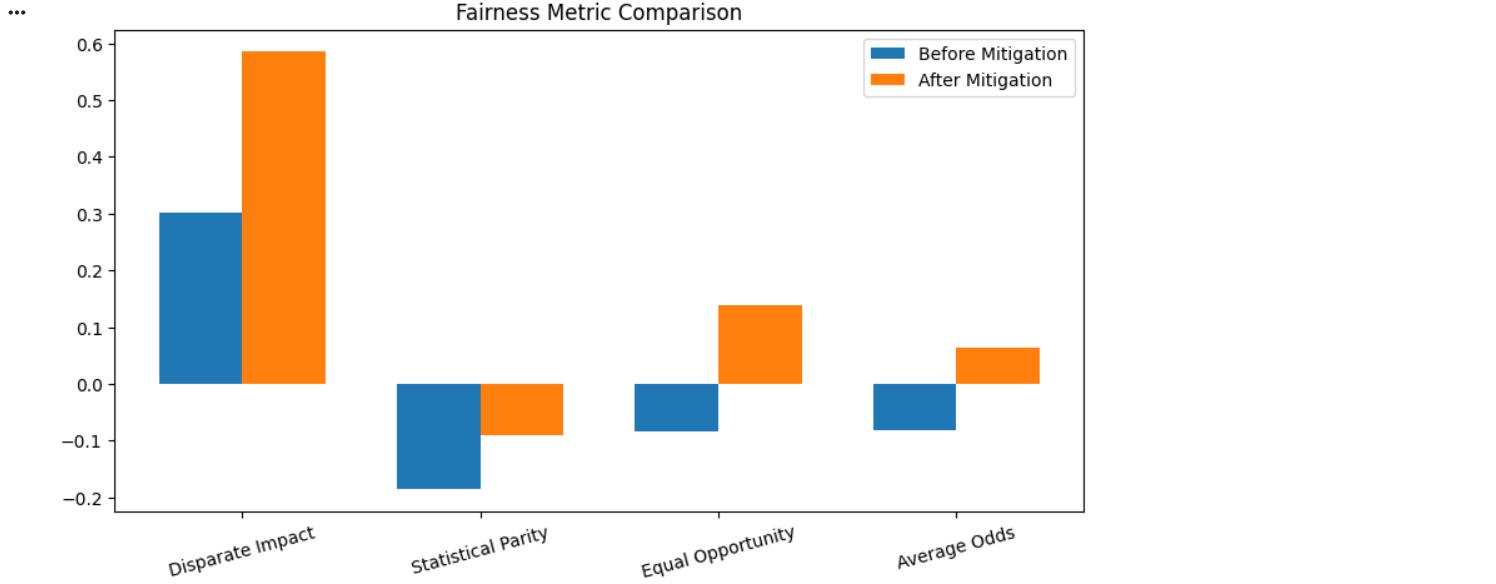 ...
Fairness Metric Comparison
Before Mitigation
After Mitigation
0.6
0.5
0.4
0.3
0.2
0.1
0.0
−0.1
−0.2
Disparate Impact
Statistical Parity
Equal Opportunity
Average Odds